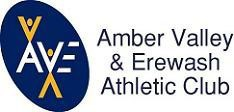 AVE
Amber Valley
& Erewash
Athletic Club